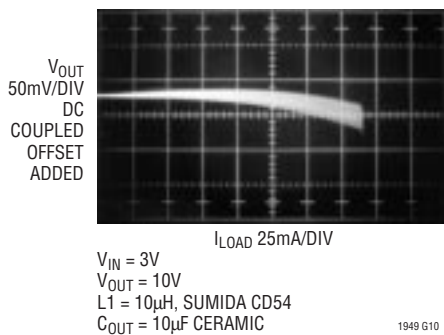 VOUT
50mV/DIV
DC
COUPLED
OFFSET
ADDED
ILOAD 25mA/DIV
VIN = 3V
VOUT = 10V
L1 = 10µH, SUMIDA CD54
COUT = 10µF CERAMIC
1949 G10